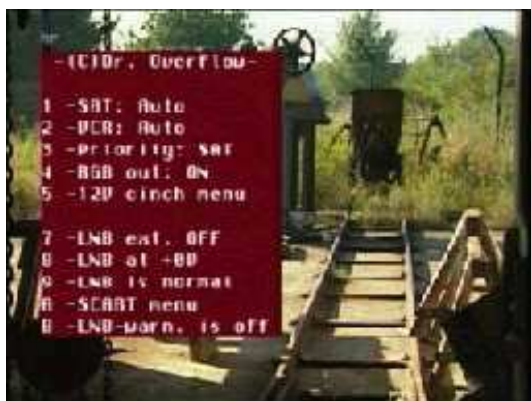 -(C)Dr. Overflow-
1 -SAT: Auto
2 -VCR: Auto
3 -Priority: SAT
4 -RGB out: ON
5 -12V cinch menu
7 -LNB ext. OFF
8 -LNB at +0V
9 -LNB is normal
-SCART menu
-LNB-warn. is off